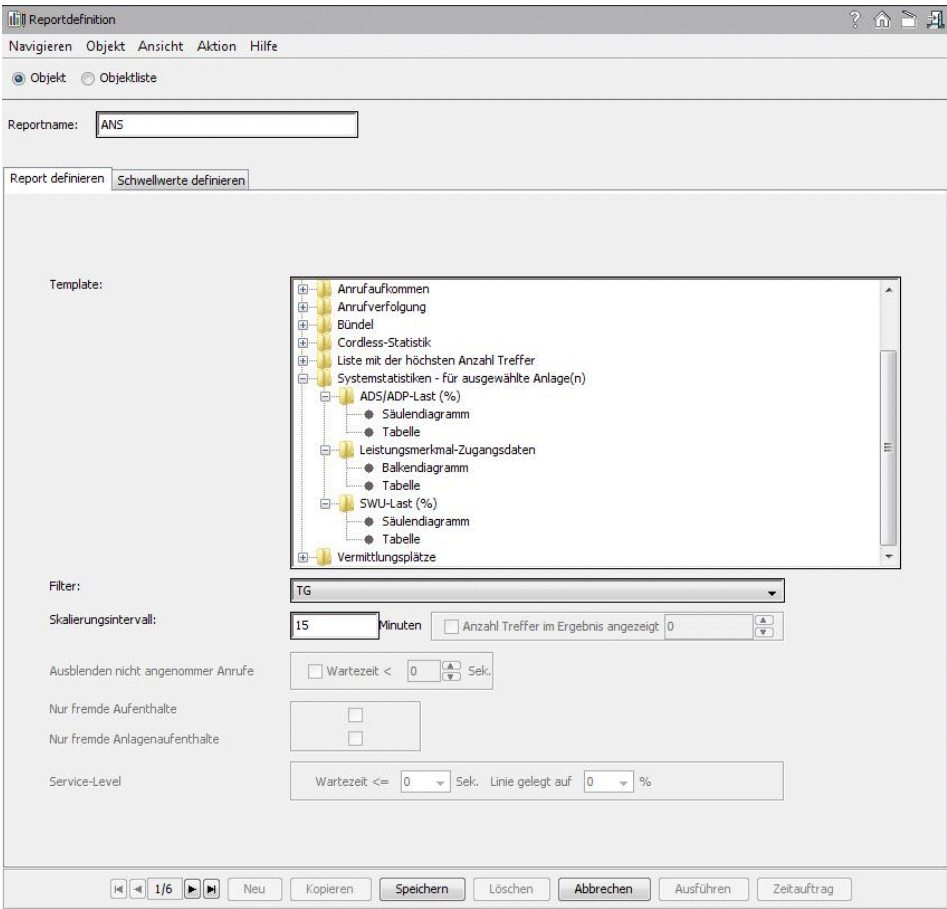 Reportdefinition
?
Navigieren Objekt Ansicht Aktion Hilfe
Objekt Objektliste
Reportname: ANS
Report definieren Schwellwerte definieren
Template:
Anrufaufkommen
Anrufverfolgung
Bündel
Cordless-Statistik
Liste mit der höchsten Anzahl Treffer
Systemstatistiken - für ausgewählte Anlage(n)
ADS/ADP-Last (%)
Säulendiagramm
Tabelle
Leistungsmerkmal-Zugangsdaten
Balkendiagramm
Tabelle
SWU-Last (%)
Säulendiagramm
Tabelle
Vermittlungsplätze
Filter: TG
Skalierungsintervall: 15 Minuten Anzahl Treffer im Ergebnis angezeigt 0
Ausblenden nicht angenommer Anrufe Wartezeit < 0 Sek.
Nur fremde Aufenthalte
Nur fremde Anlagenaufenthalte
Service-Level Wartezeit <= 0 Sek. Linie gelegt auf 0 %
1/6 Neu Kopieren Speichern Löschen Abbrechen Ausführen Zeitauftrag